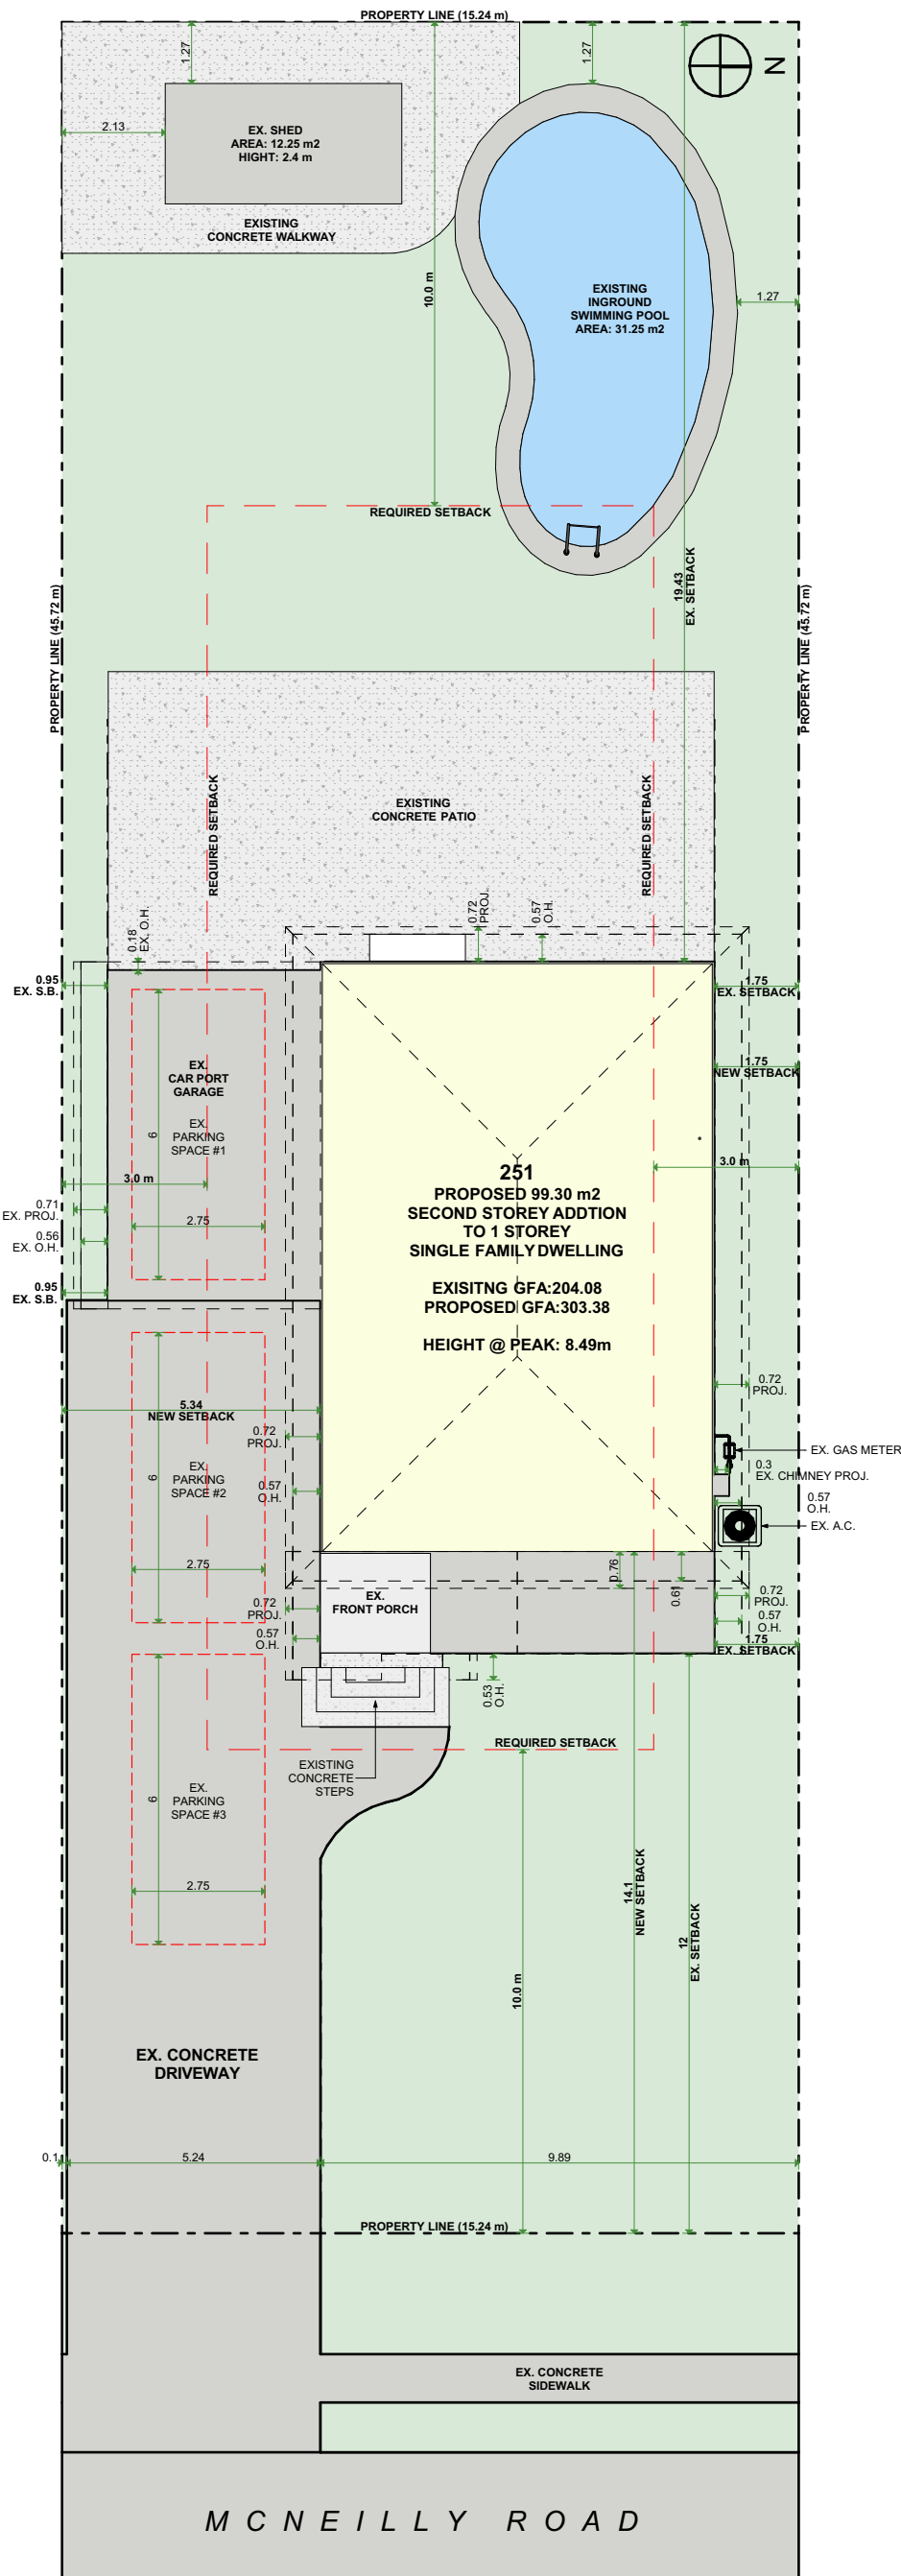 PROPERTY LINE (15.24 m)
1.27
1.27
N
2.13
EX. SHED
AREA: 12.25 m2
HIGHT: 2.4 m
EXISTING
CONCRETE WALKWAY
10.0 m
EXISTING
INGROUND
SWIMMING POOL
AREA: 31.25 m2
1.27
REQUIRED SETBACK
19.43
EX. SETBACK
PROPERTY LINE (45.72 m)
PROPERTY LINE (45.72 m)
REQUIRED SETBACK
REQUIRED SETBACK
EXISTING
CONCRETE PATIO
0.18
EX. O.H.
0.72
PROJ.
0.57
O.H.
0.95
EX. S.B.
1.75
EX. SETBACK
1.75
NEW SETBACK
EX.
CAR PORT
GARAGE
EX.
PARKING
SPACE #1
6
3.0 m
3.0 m
2.75
0.71
EX. PROJ.
0.56
EX. O.H.
0.95
EX. S.B.
251
PROPOSED 99.30 m2
SECOND STOREY ADDTION
TO 1 STOREY
SINGLE FAMILY DWELLING
EXISITNG GFA:204.08
PROPOSED GFA:303.38
HEIGHT @ PEAK: 8.49m
5.34
NEW SETBACK
0.72
PROJ.
0.72
PROJ.
EX. GAS METER
0.3
EX. CHIMNEY PROJ.
EX.
PARKING
SPACE #2
6
2.75
0.57
O.H.
0.57
O.H.
EX. A.C.
0.76
0.61
EX.
FRONT PORCH
0.72
PROJ.
0.57
O.H.
0.72
PROJ.
0.57
O.H.
1.75
EX. SETBACK
0.53
O.H.
REQUIRED SETBACK
EXISTING
CONCRETE
STEPS
EX.
PARKING
SPACE #3
6
2.75
14.1
NEW SETBACK
12
EX. SETBACK
10.0 m
EX. CONCRETE
DRIVEWAY
0.1
5.24
9.89
PROPERTY LINE (15.24 m)
EX. CONCRETE
SIDEWALK
MCNEILLY ROAD